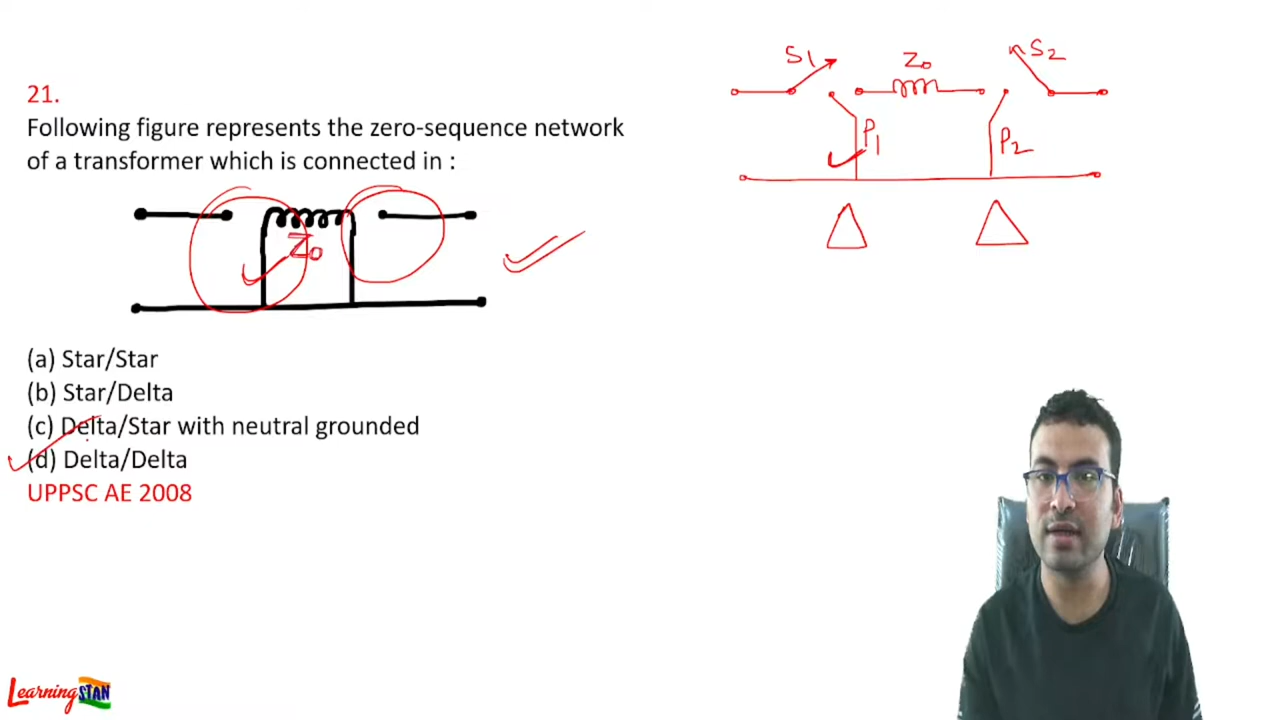 21.
Following figure represents the zero-sequence network
of a transformer which is connected in :
Z₀
(a) Star/Star
(b) Star/Delta
(c) Delta/Star with neutral grounded
(d) Delta/Delta
UPPSC AE 2008
S1 Z₀ S2
P1 P2
LearningSTAN